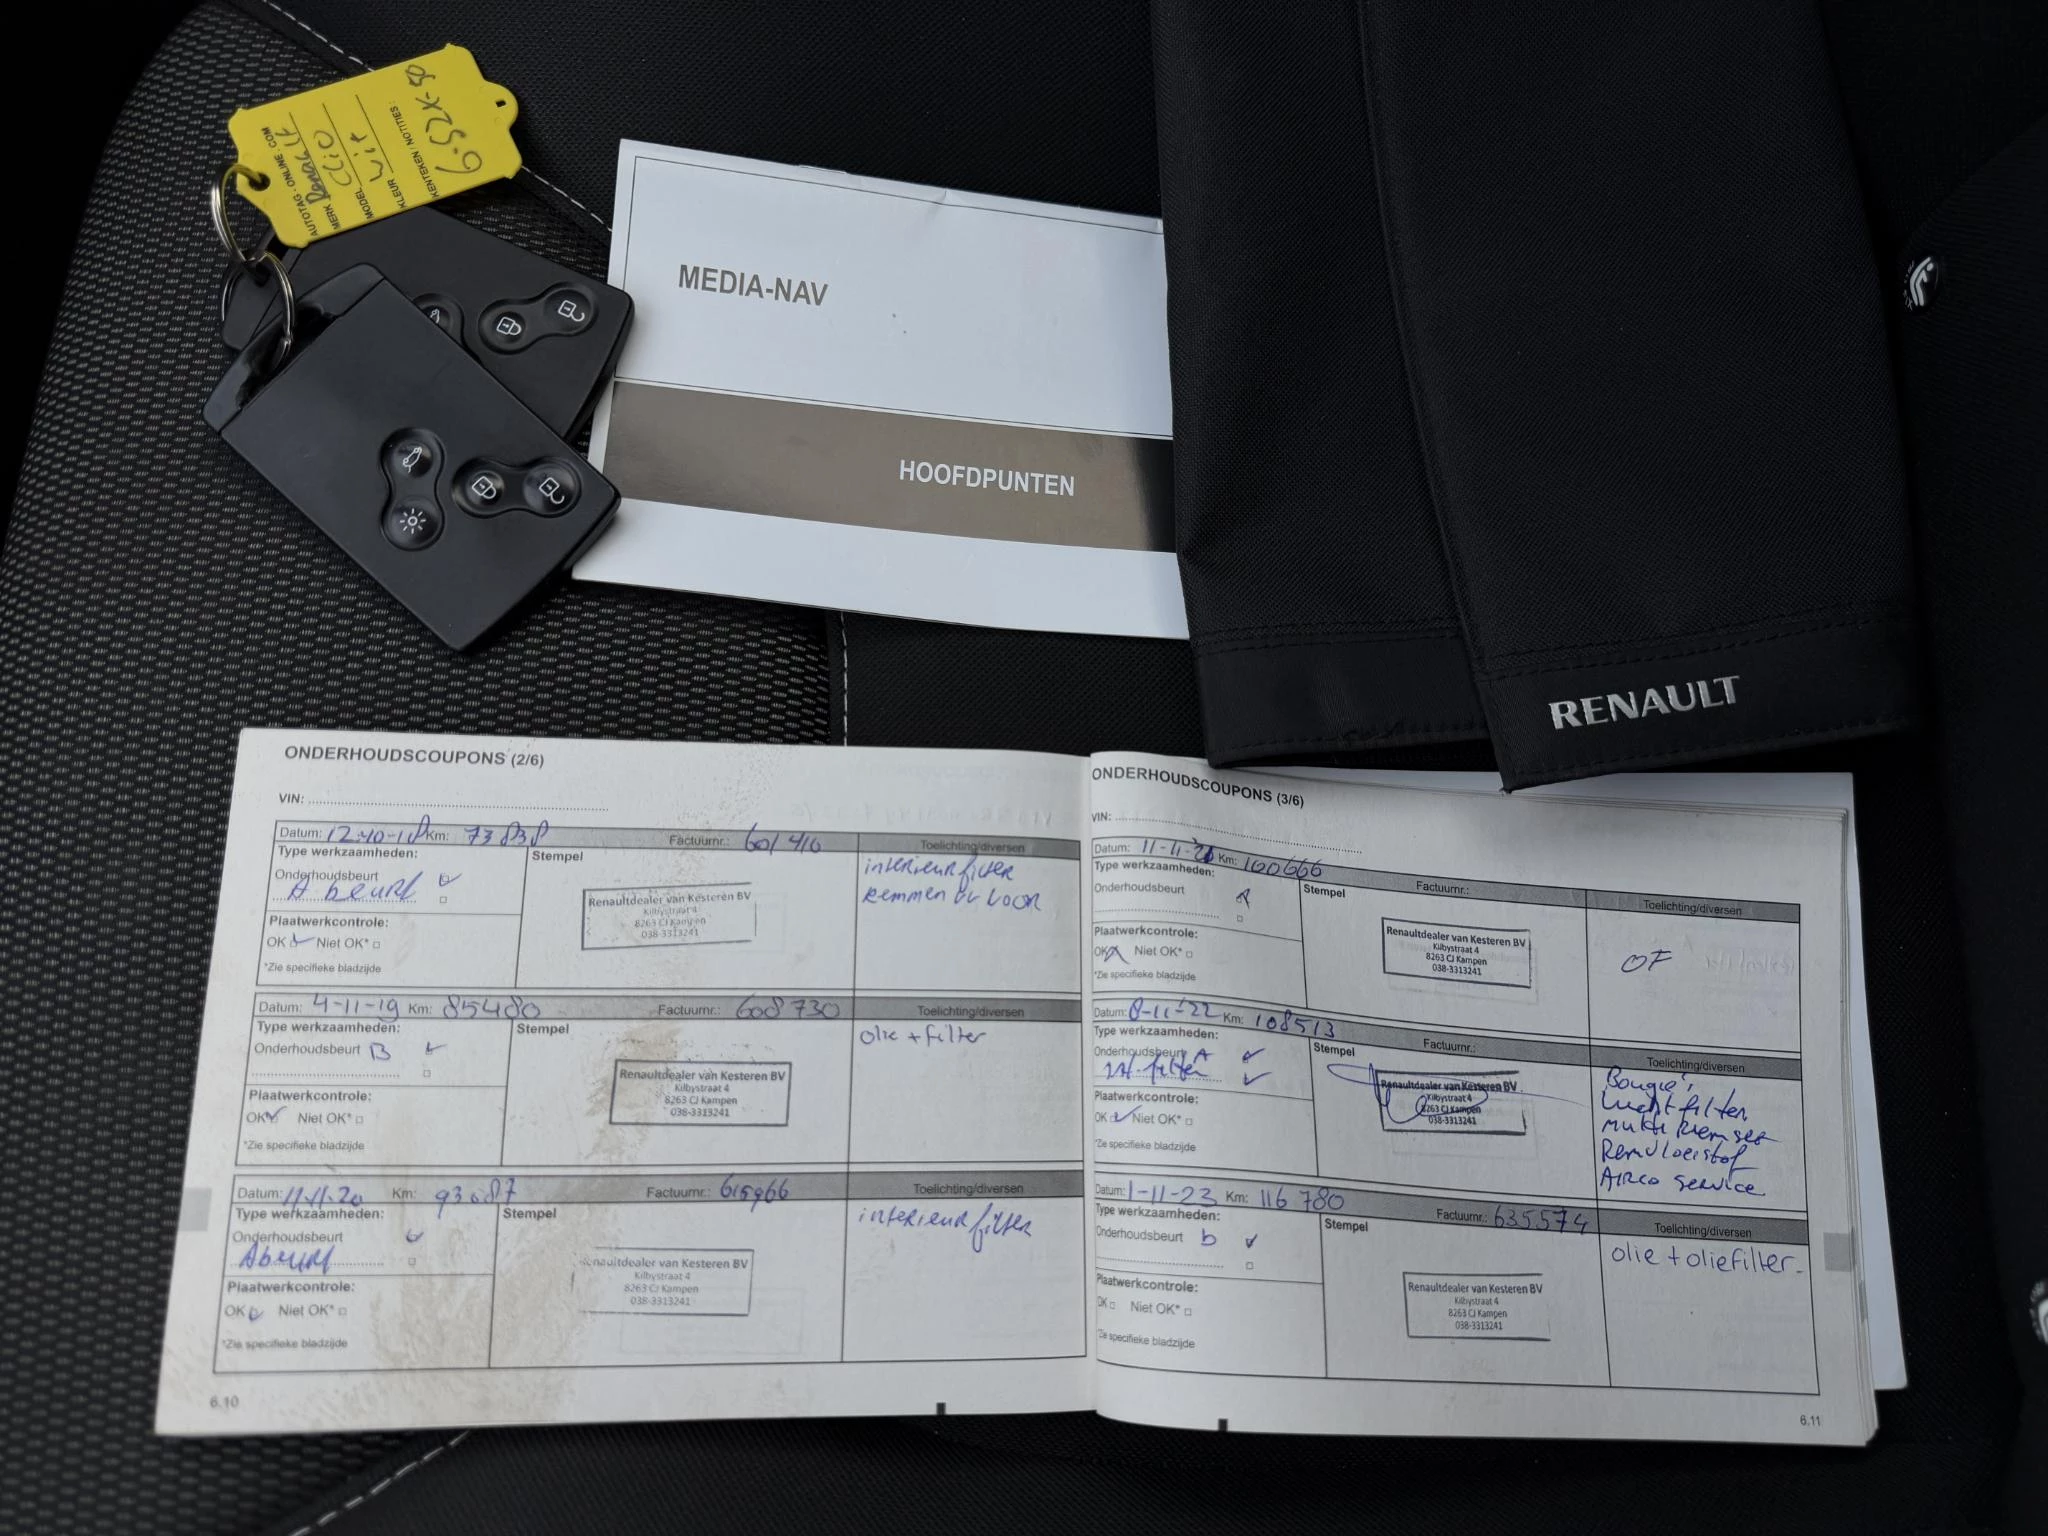 AUTOTAG - ONLINE . COM
MERK Renault
MODEL Clio
KLEUR wit
KENTEKEN / NOTITIES :
MEDIA-NAV
HOOFDPUNTEN
RENAULT
ONDERHOUDSCOUPONS (2/6)
VIN:
Datum: 12-10-18 Km: 73838 Factuurnr.: 601410 Toelichting/diversen
Type werkzaamheden:
Stempel
Onderhoudsbeurt
A beurt
Plaatwerkcontrole:
OK Niet OK*
*Zie specifieke bladzijde
Renaultdealer van Kesteren BV
Kilbystraat 4
8263 CJ Kampen
038-3313241
interieurfilter
Remmen voor
Datum: 4-11-19 Km: 85480 Factuurnr.: 608730 Toelichting/diversen
Type werkzaamheden:
Stempel
Onderhoudsbeurt B
Plaatwerkcontrole:
OK Niet OK*
*Zie specifieke bladzijde
Renaultdealer van Kesteren BV
Kilbystraat 4
8263 CJ Kampen
038-3313241
olie + filter
Datum: 11-11-20 Km: 93087 Factuurnr.: 615966 Toelichting/diversen
Type werkzaamheden:
Stempel
Onderhoudsbeurt
A beurt
Plaatwerkcontrole:
OK Niet OK*
*Zie specifieke bladzijde
Renaultdealer van Kesteren BV
Kilbystraat 4
8263 CJ Kampen
038-3313241
interieurfilter
6.10
ONDERHOUDSCOUPONS (3/6)
VIN:
Datum: 11-11-21 Km: 100666 Factuurnr.: Toelichting/diversen
Type werkzaamheden:
Stempel
Onderhoudsbeurt
Plaatwerkcontrole:
OK Niet OK*
*Zie specifieke bladzijde
Renaultdealer van Kesteren BV
Kilbystraat 4
8263 CJ Kampen
038-3313241
OF
Datum: 8-11-'22 Km: 108513 Factuurnr.: Toelichting/diversen
Type werkzaamheden:
Stempel
Onderhoudsbeurt A
Int. filter
Plaatwerkcontrole:
OK Niet OK*
*Zie specifieke bladzijde
Renaultdealer van Kesteren BV
Kilbystraat 4
8263 CJ Kampen
038-3313241
Bougie's
Luchtfilter
Multi Riem set
Remvloeistof
AIRco service
Datum: 1-11-23 Km: 116780 Factuurnr.: 635574 Toelichting/diversen
Type werkzaamheden:
Stempel
Onderhoudsbeurt b
Plaatwerkcontrole:
OK Niet OK*
*Zie specifieke bladzijde
Renaultdealer van Kesteren BV
Kilbystraat 4
8263 CJ Kampen
038-3313241
olie + oliefilter-
6.11